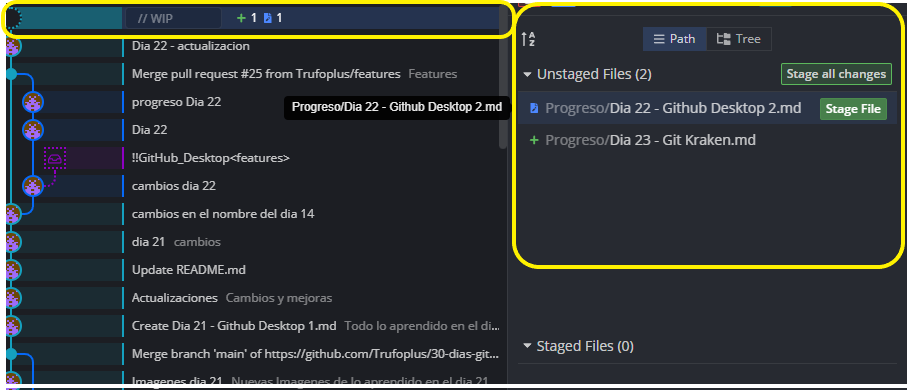 // WIP
1
1
Dia 22 - actualizacion
Merge pull request #25 from Trufoplus/features Features
progreso Dia 22
Dia 22
!!GitHub_Desktop<features>
cambios dia 22
cambios en el nombre del dia 14
dia 21 cambios
Update README.md
Actualizaciones Cambios y mejoras
Create Dia 21 - Github Desktop 1.md Todo lo aprendido en el di...
Merge branch 'main' of https://github.com/Trufoplus/30-dias-git...
Imagenes dia 21 Nuevas Imagenes de lo aprendido en el dia 21
Progreso/Dia 22 - Github Desktop 2.md
A
Z
Path
Tree
Unstaged Files (2)
Stage all changes
Progreso/Dia 22 - Github Desktop 2.md
Stage File
Progreso/Dia 23 - Git Kraken.md
Staged Files (0)